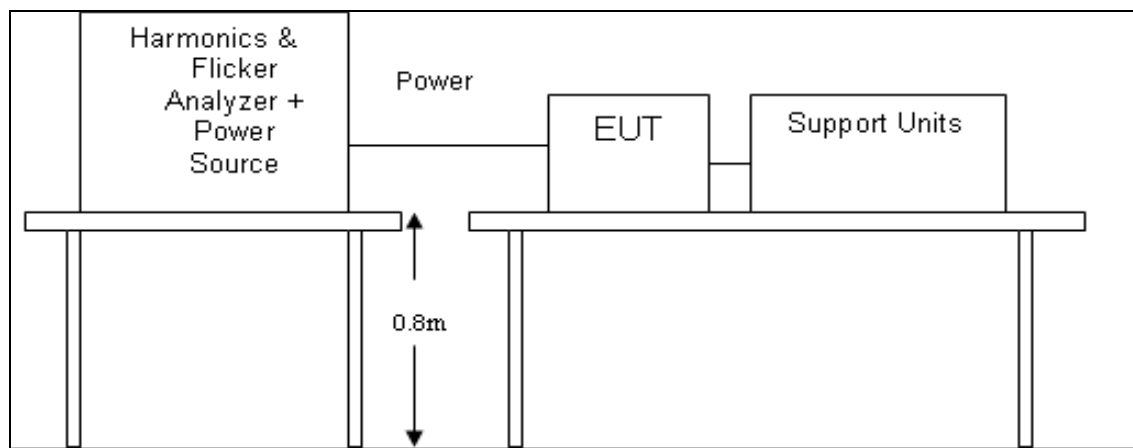 Harmonics &
Flicker
Analyzer +
Power
Source
Power
EUT
Support Units
0.8m